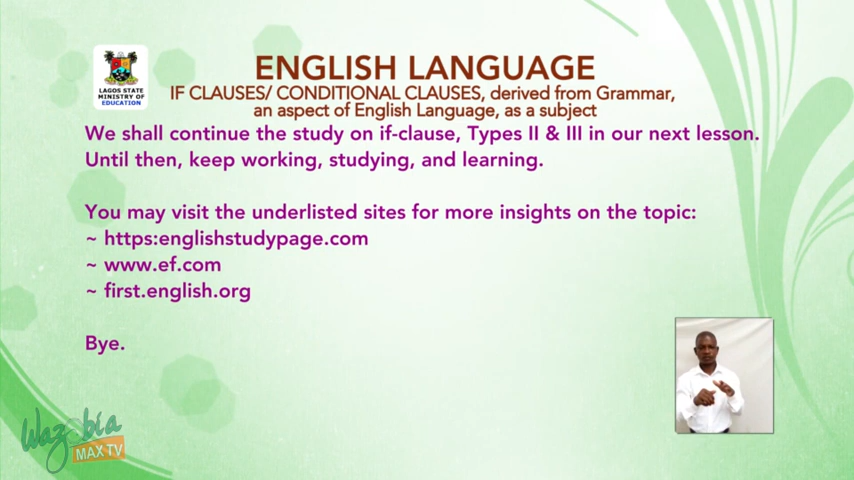 LAGOS STATE
MINISTRY OF
EDUCATION
ENGLISH LANGUAGE
IF CLAUSES/ CONDITIONAL CLAUSES, derived from Grammar,
an aspect of English Language, as a subject
We shall continue the study on if-clause, Types II & III in our next lesson.
Until then, keep working, studying, and learning.
You may visit the underlisted sites for more insights on the topic:
~ https:englishstudypage.com
~ www.ef.com
~ first.english.org
Bye.
Wazobia
MAX TV